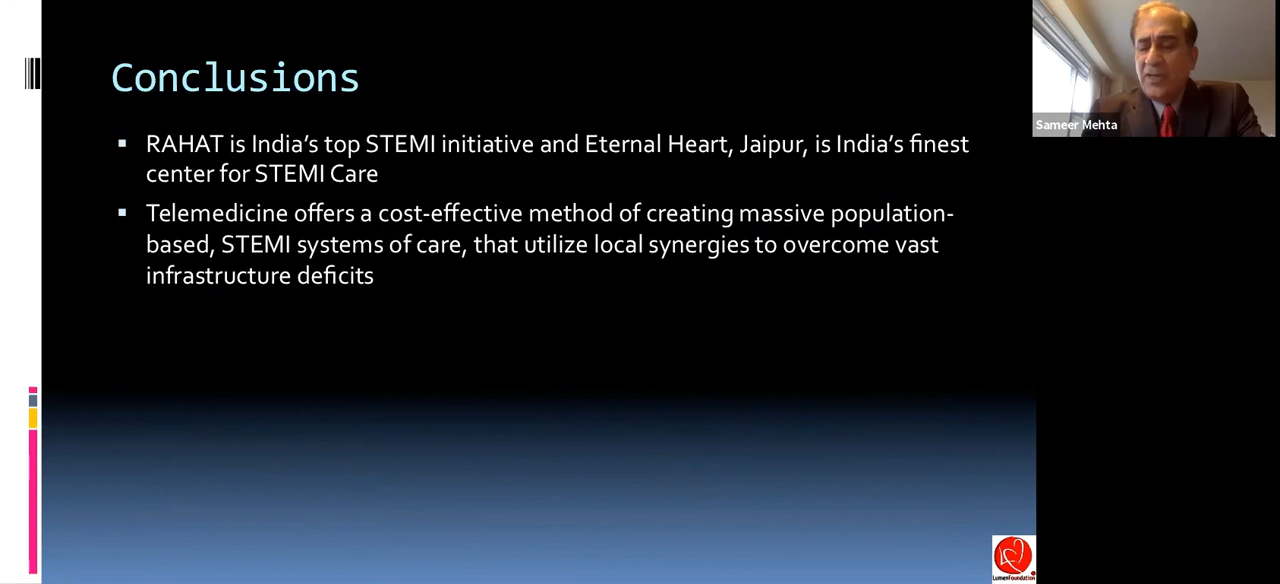 Conclusions
RAHAT is India's top STEMI initiative and Eternal Heart, Jaipur, is India's finest
center for STEMI Care
Telemedicine offers a cost-effective method of creating massive population-
based, STEMI systems of care, that utilize local synergies to overcome vast
infrastructure deficits
Sameer Mehta
LumenFoundation